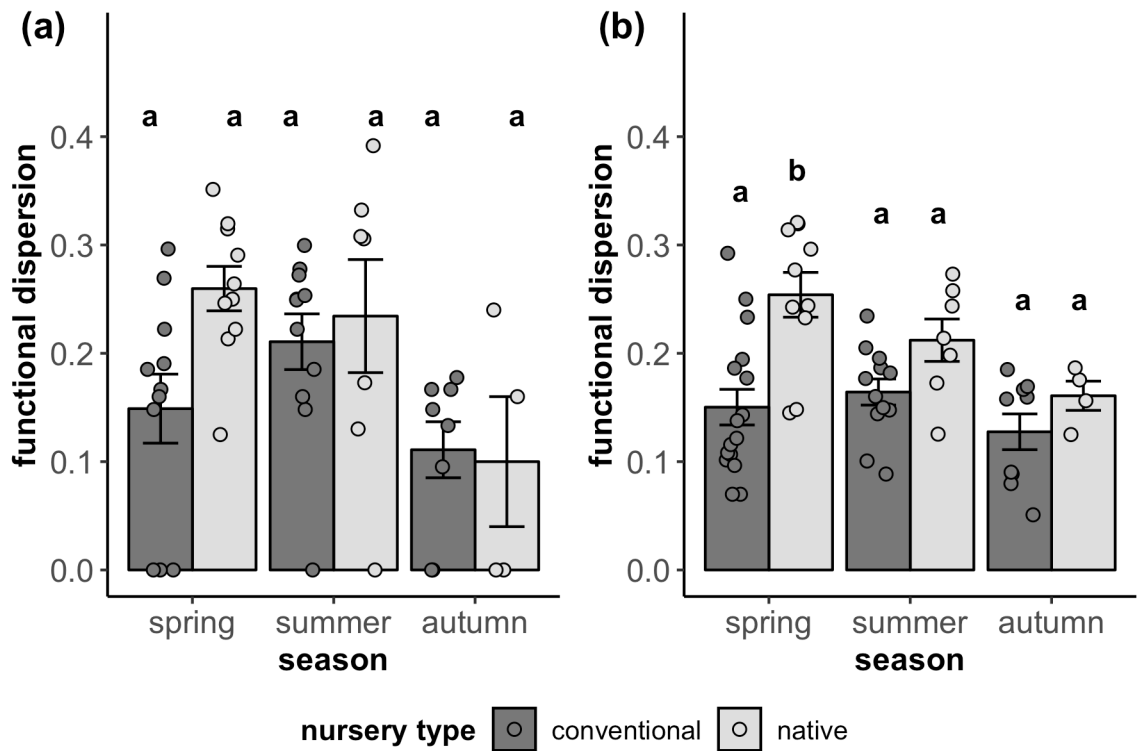 (a)
functional dispersion
0.4
0.3
0.2
0.1
0.0
a a a a a a
spring summer autumn
season
(b)
functional dispersion
0.4
0.3
0.2
0.1
0.0
a b a a a a
spring summer autumn
season
nursery type conventional native